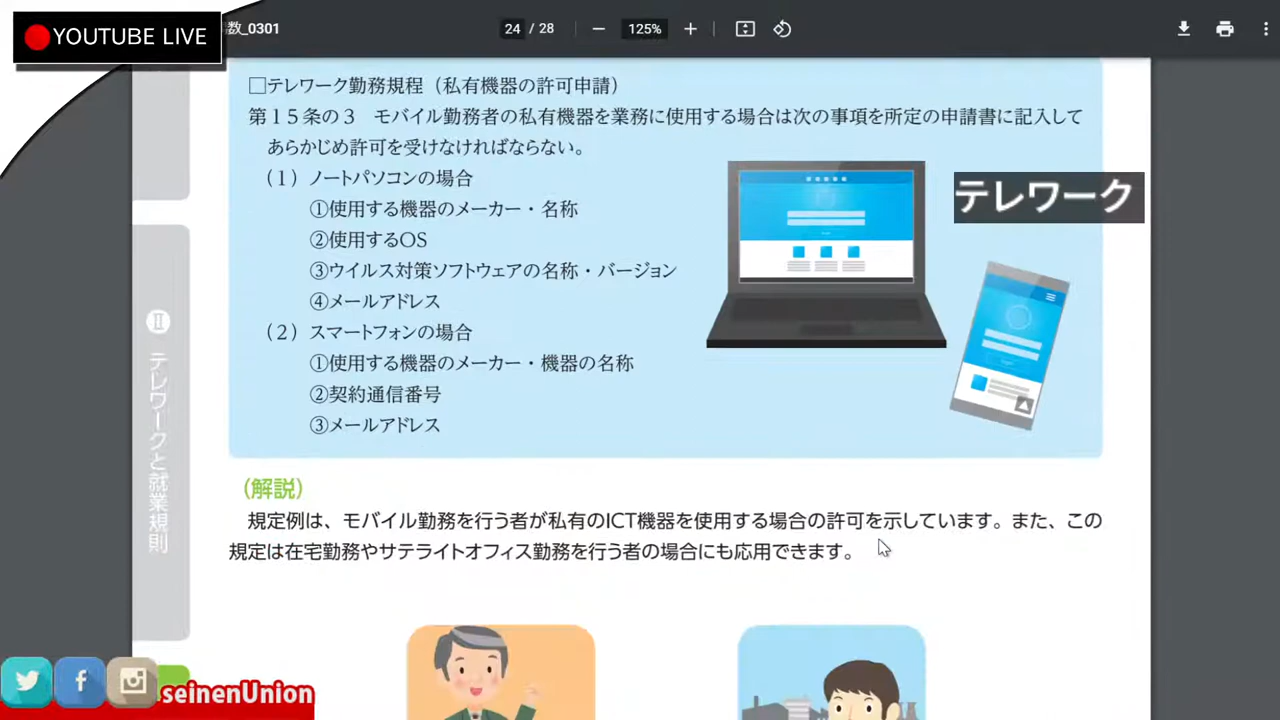 YOUTUBE LIVE
数_0301
24 / 28
125%
□テレワーク勤務規程（私有機器の許可申請）
第１５条の３　モバイル勤務者の私有機器を業務に使用する場合は次の事項を所定の申請書に記入して
あらかじめ許可を受けなければならない。
（１）ノートパソコンの場合
①使用する機器のメーカー・名称
②使用するOS
③ウイルス対策ソフトウェアの名称・バージョン
④メールアドレス
（２）スマートフォンの場合
①使用する機器のメーカー・機器の名称
②契約通信番号
③メールアドレス
テレワーク
Ⅱ テレワークと就業規則
（解説）
規定例は、モバイル勤務を行う者が私有のICT機器を使用する場合の許可を示しています。また、この
規定は在宅勤務やサテライトオフィス勤務を行う者の場合にも応用できます。
seinenUnion